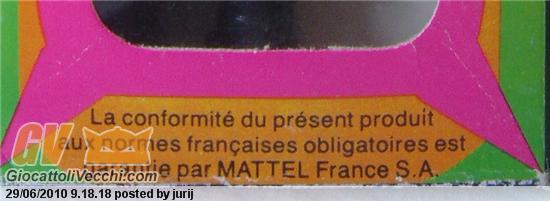 La conformité du présent produit
aux normes françaises obligatoires est
garantie par MATTEL France S.A.
GV
GiocattoliVecchi.com
29/06/2010 9.18.18 posted by jurij